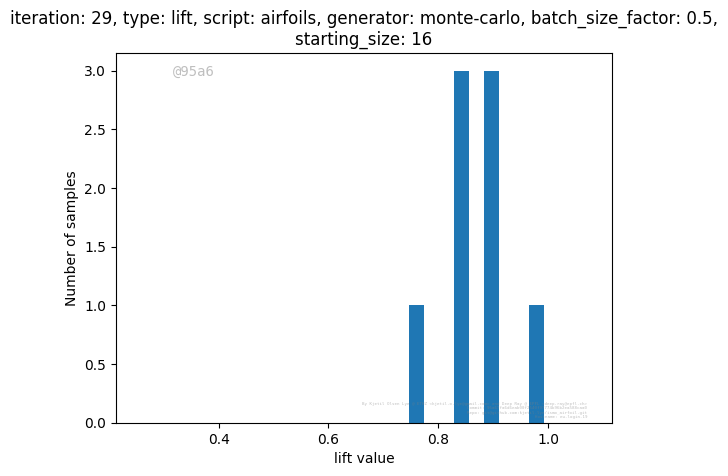 iteration: 29, type: lift, script: airfoils, generator: monte-carlo, batch_size_factor: 0.5,
starting_size: 16
@95a6
3.0
2.5
2.0
1.5
1.0
0.5
0.0
Number of samples
0.4
0.6
0.8
1.0
lift value